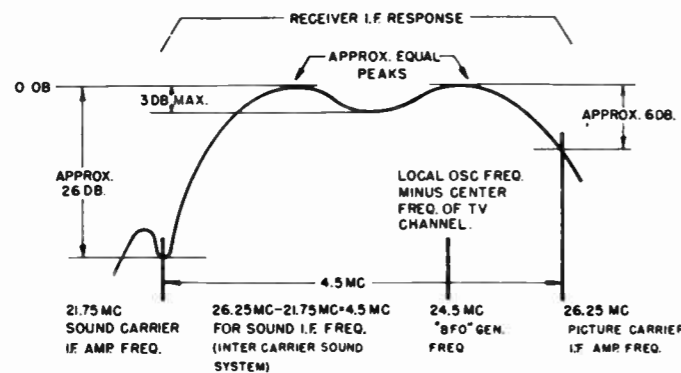 RECEIVER I.F. RESPONSE
APPROX. EQUAL
PEAKS
0 DB
3 DB MAX.
APPROX. 6DB.
APPROX.
26 DB.
LOCAL OSC FREQ.
MINUS CENTER
FREQ. OF TV
CHANNEL.
4.5 MC
21.75 MC
SOUND CARRIER
I.F. AMP. FREQ.
26.25 MC-21.75 MC=4.5 MC
FOR SOUND I.F. FREQ.
(INTER CARRIER SOUND
SYSTEM)
24.5 MC
"BFO" GEN.
FREQ
26.25 MC
PICTURE CARRIER
I.F. AMP. FREQ.